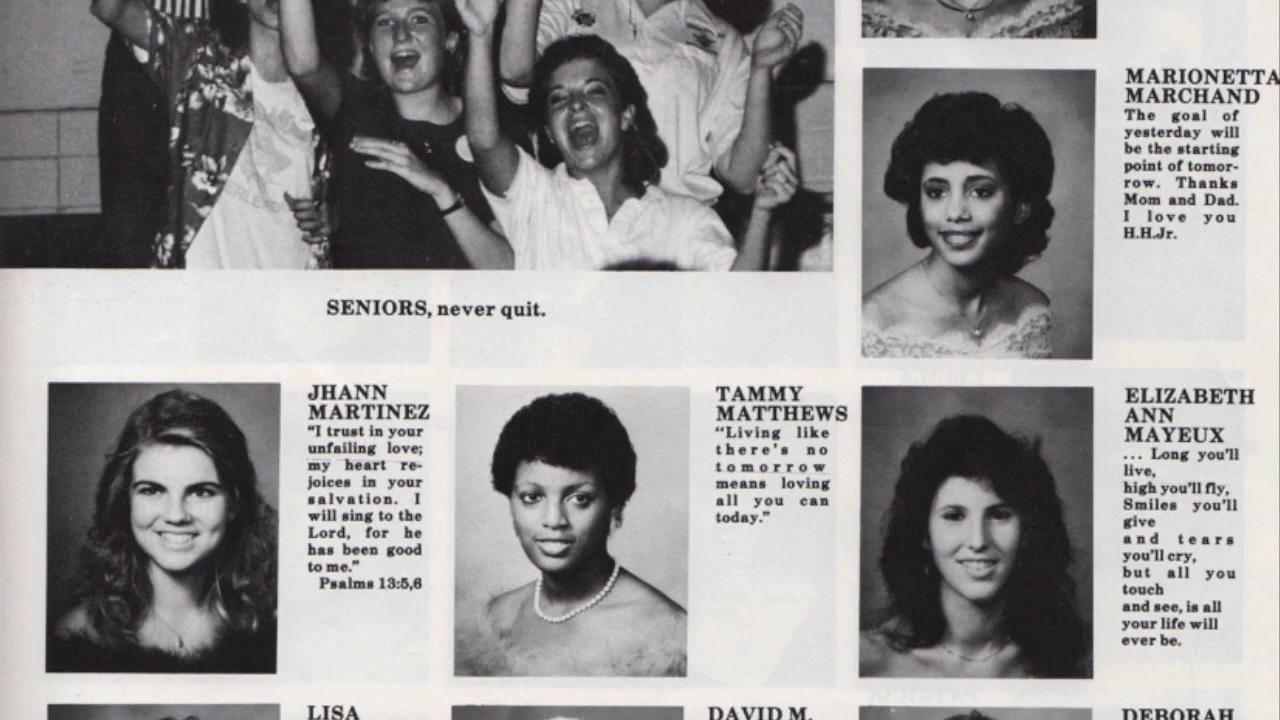 MARIONETTA
MARCHAND
The goal of
yesterday will
be the starting
point of tomor-
row. Thanks
Mom and Dad.
I love you
H.H.Jr.
SENIORS, never quit.
JHANN
MARTINEZ
"I trust in your
unfailing love;
my heart re-
joices in your
salvation. I
will sing to the
Lord, for he
has been good
to me."
Psalms 13:5,6
TAMMY
MATTHEWS
"Living like
there's no
tomorrow
means loving
all you can
today."
ELIZABETH
ANN
MAYEUX
... Long you'll
live,
high you'll fly,
Smiles you'll
give
and tears
you'll cry,
but all you
touch
and see, is all
your life will
ever be.
LISA
DAVID M.
DEBORAH